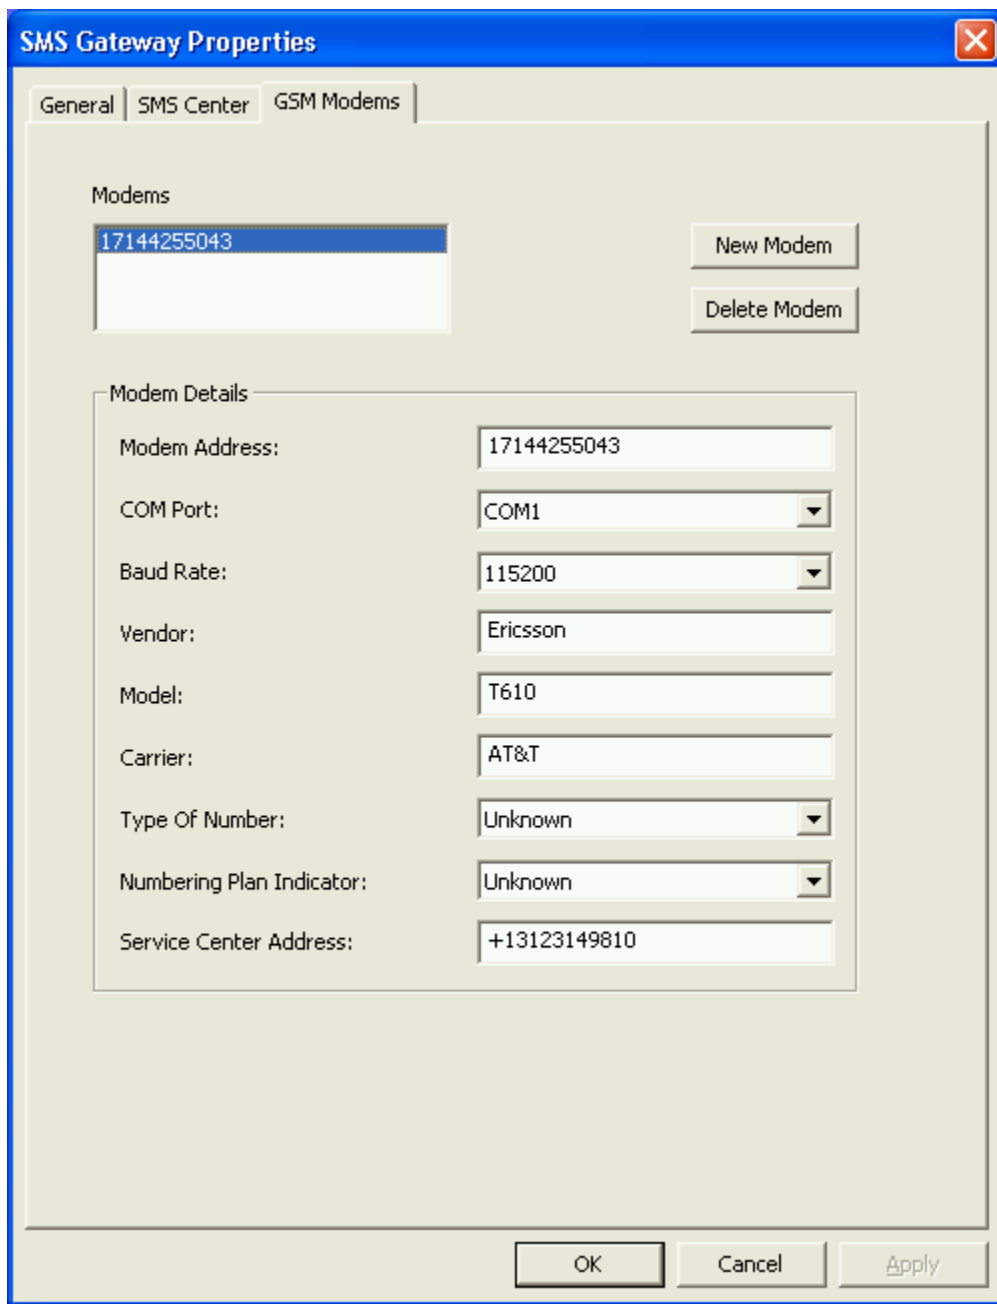 SMS Gateway Properties
General SMS Center GSM Modems
Modems
17144255043
New Modem
Delete Modem
Modem Details
Modem Address: 17144255043
COM Port: COM1
Baud Rate: 115200
Vendor: Ericsson
Model: T610
Carrier: AT&T
Type Of Number: Unknown
Numbering Plan Indicator: Unknown
Service Center Address: +13123149810
OK Cancel Apply